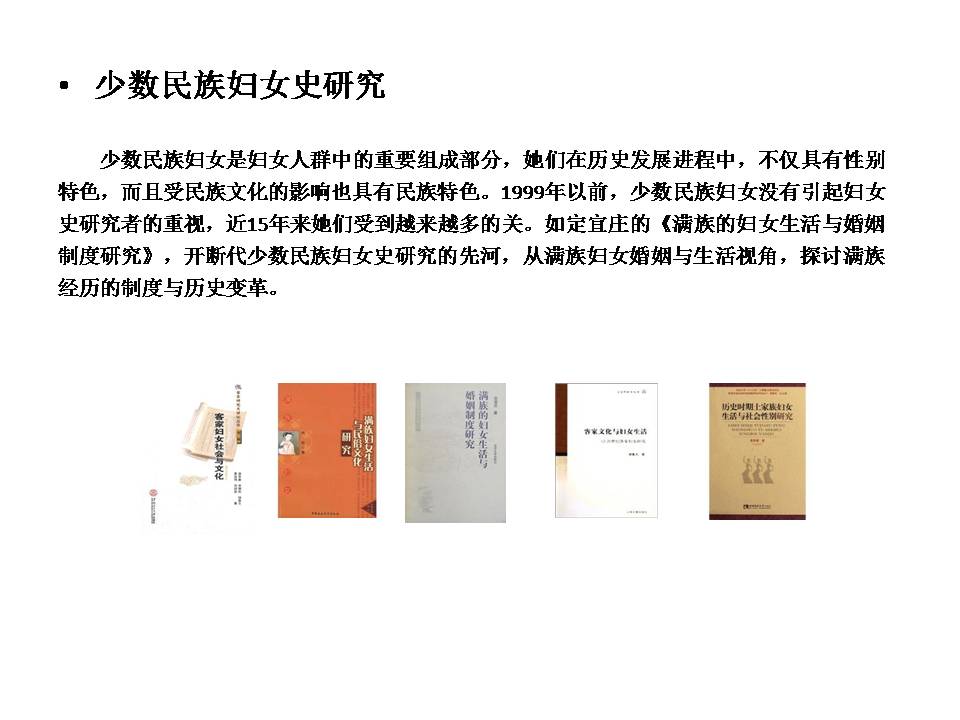 • 少数民族妇女史研究
少数民族妇女是妇女人群中的重要组成部分，她们在历史发展进程中，不仅具有性别
特色，而且受民族文化的影响也具有民族特色。1999年以前，少数民族妇女没有引起妇女
史研究者的重视，近15年来她们受到越来越多的关。如定宜庄的《满族的妇女生活与婚姻
制度研究》，开断代少数民族妇女史研究的先河，从满族妇女婚姻与生活视角，探讨满族
经历的制度与历史变革。
客家妇女社会与文化
满族妇女生活
与民俗文化
研究
满族的妇女生活与
婚姻制度研究
客家文化与妇女生活
历史时期土家族妇女
生活与社会性别研究